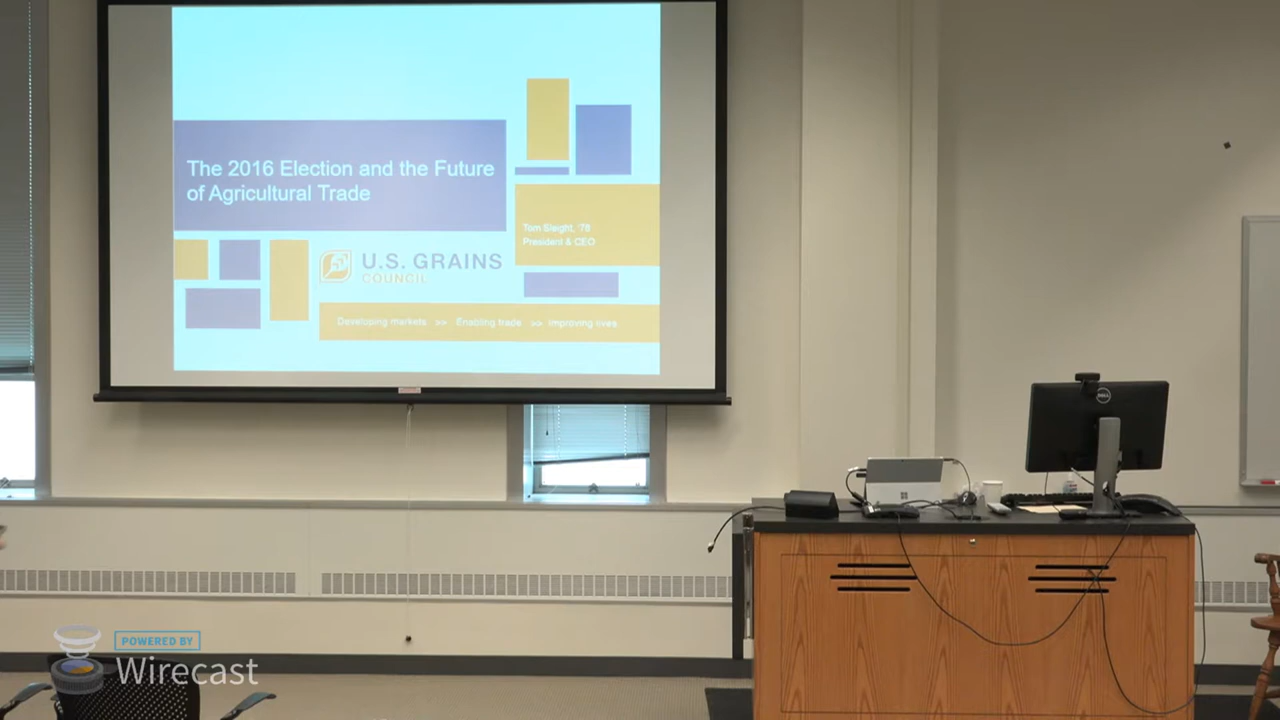 The 2016 Election and the Future
of Agricultural Trade
Tom Sleight, '78
President & CEO
U.S. GRAINS
COUNCIL
Developing markets >> Enabling trade >> Improving lives
DELL
POWERED BY
Wirecast